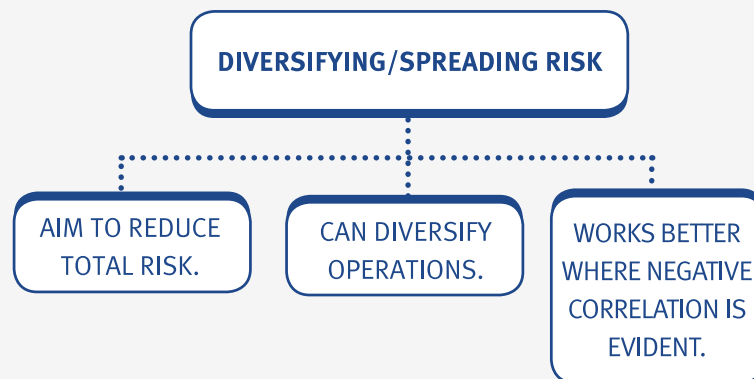 DIVERSIFYING/SPREADING RISK
AIM TO REDUCE
TOTAL RISK.
CAN DIVERSIFY
OPERATIONS.
WORKS BETTER
WHERE NEGATIVE
CORRELATION IS
EVIDENT.